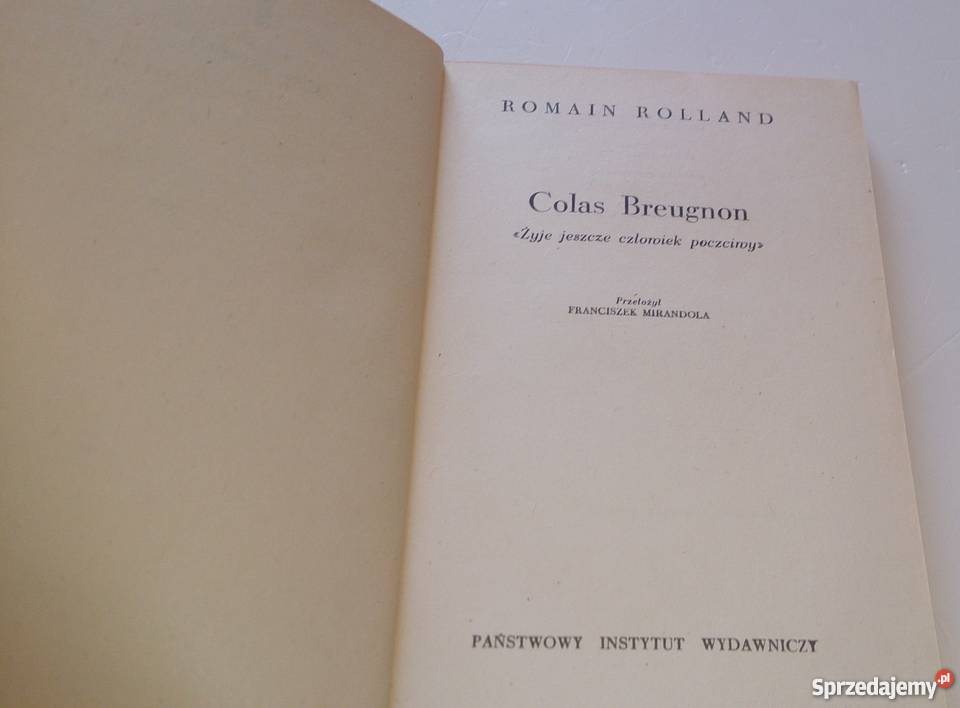 ROMAIN ROLLAND
Colas Breugnon
«Żyje jeszcze człowiek poczciwy»
Przełożył
FRANCISZEK MIRANDOLA
PAŃSTWOWY INSTYTUT WYDAWNICZY
Sprzedajemy.pl